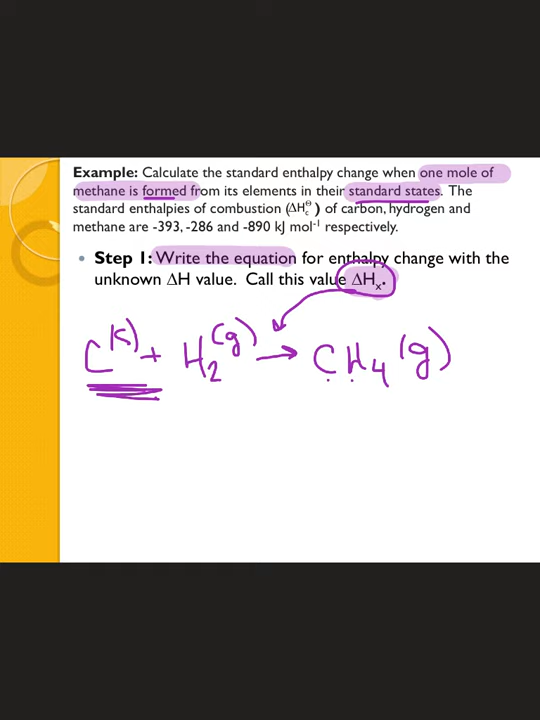 Example: Calculate the standard enthalpy change when one mole of
methane is formed from its elements in their standard states. The
standard enthalpies of combustion (ΔH꜀⊖) of carbon, hydrogen and
methane are -393, -286 and -890 kJ mol⁻¹ respectively.
• Step 1: Write the equation for enthalpy change with the
unknown ΔH value. Call this value ΔHₓ.
C(s) + H₂(g) → CH₄(g)